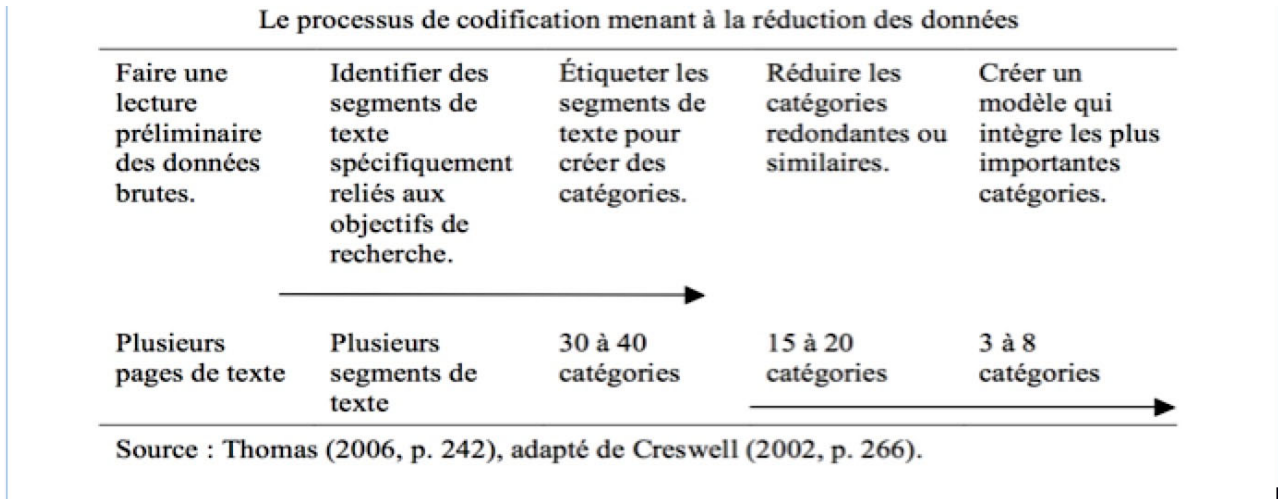 Le processus de codification menant à la réduction des données
Faire une
lecture
préliminaire
des données
brutes.
Identifier des
segments de
texte
spécifiquement
reliés aux
objectifs de
recherche.
Étiqueter les
segments de
texte pour
créer des
catégories.
Réduire les
catégories
redondantes ou
similaires.
Créer un
modèle qui
intègre les plus
importantes
catégories.
Plusieurs
pages de texte
Plusieurs
segments de
texte
30 à 40
catégories
15 à 20
catégories
3 à 8
catégories
Source : Thomas (2006, p. 242), adapté de Creswell (2002, p. 266).